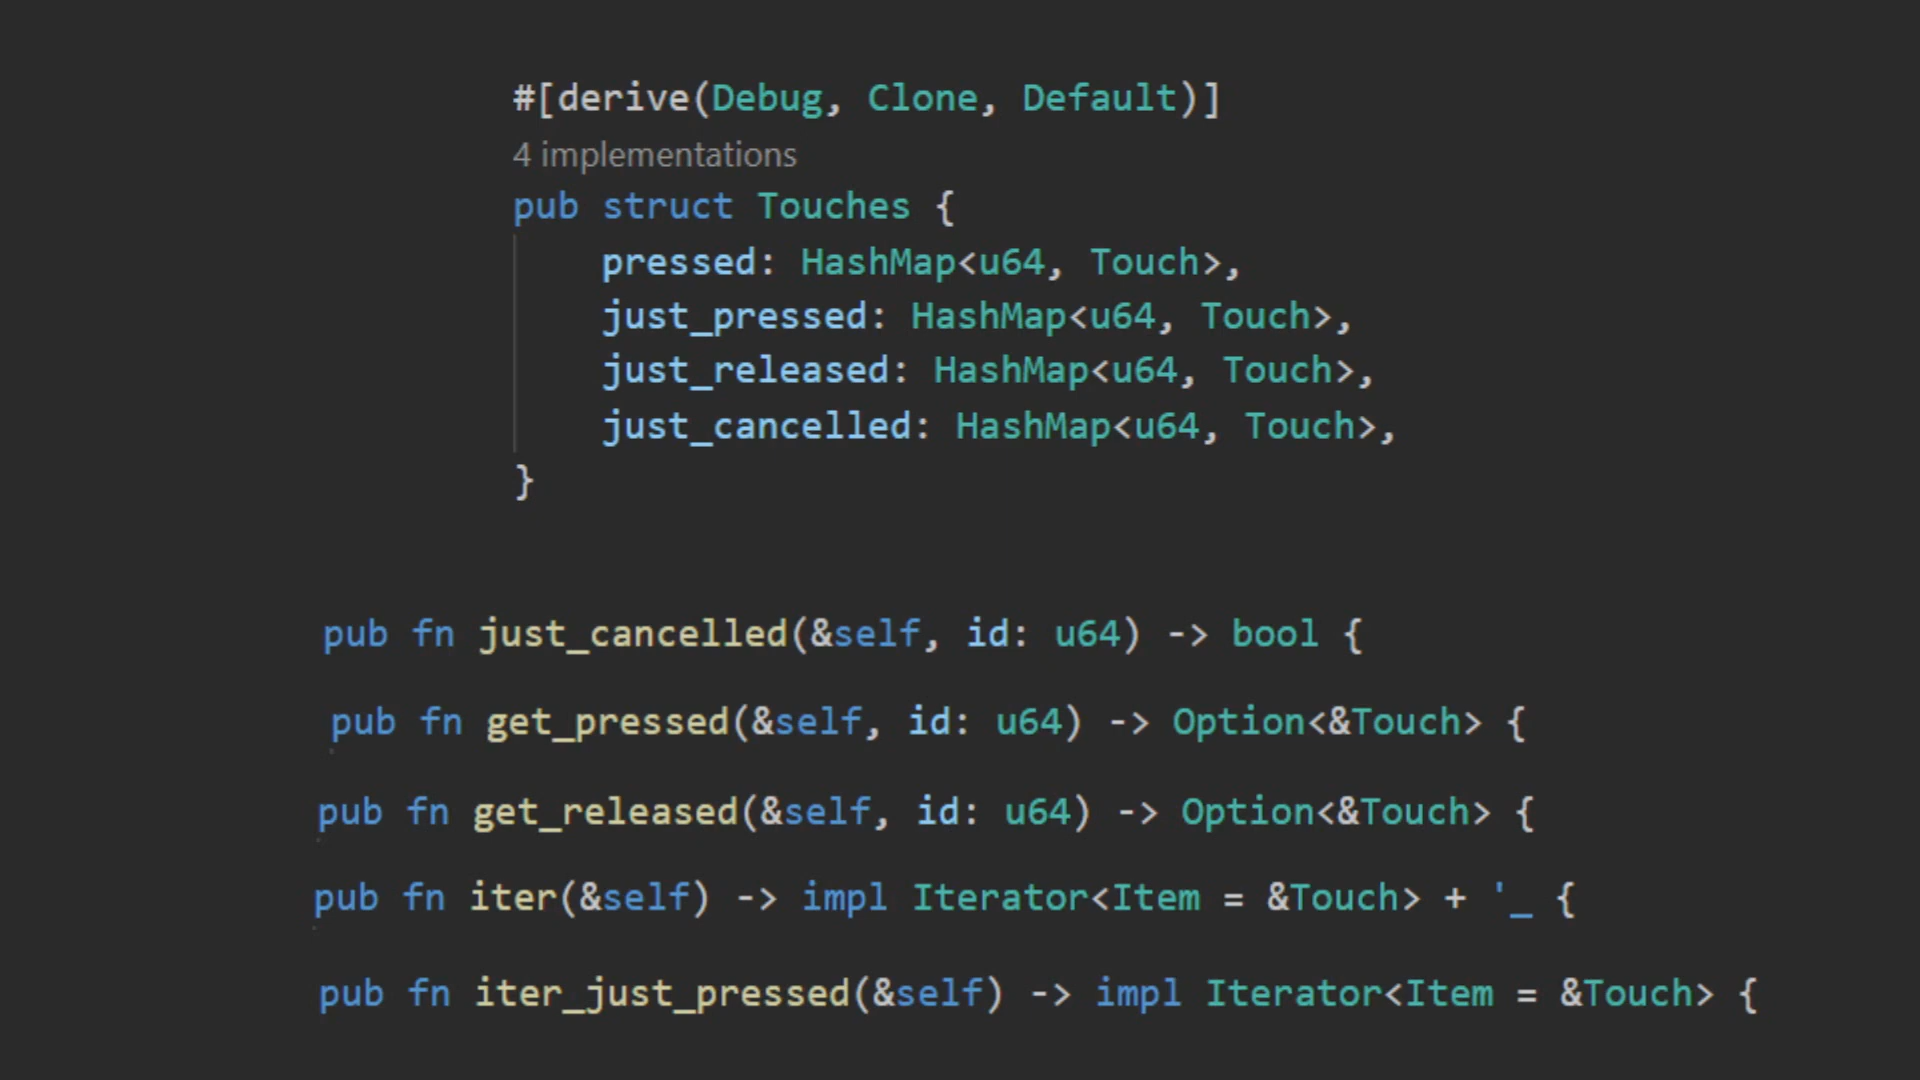 #[derive(Debug, Clone, Default)]
4 implementations
pub struct Touches {
pressed: HashMap<u64, Touch>,
just_pressed: HashMap<u64, Touch>,
just_released: HashMap<u64, Touch>,
just_cancelled: HashMap<u64, Touch>,
}
pub fn just_cancelled(&self, id: u64) -> bool {
pub fn get_pressed(&self, id: u64) -> Option<&Touch> {
pub fn get_released(&self, id: u64) -> Option<&Touch> {
pub fn iter(&self) -> impl Iterator<Item = &Touch> + '_ {
pub fn iter_just_pressed(&self) -> impl Iterator<Item = &Touch> {